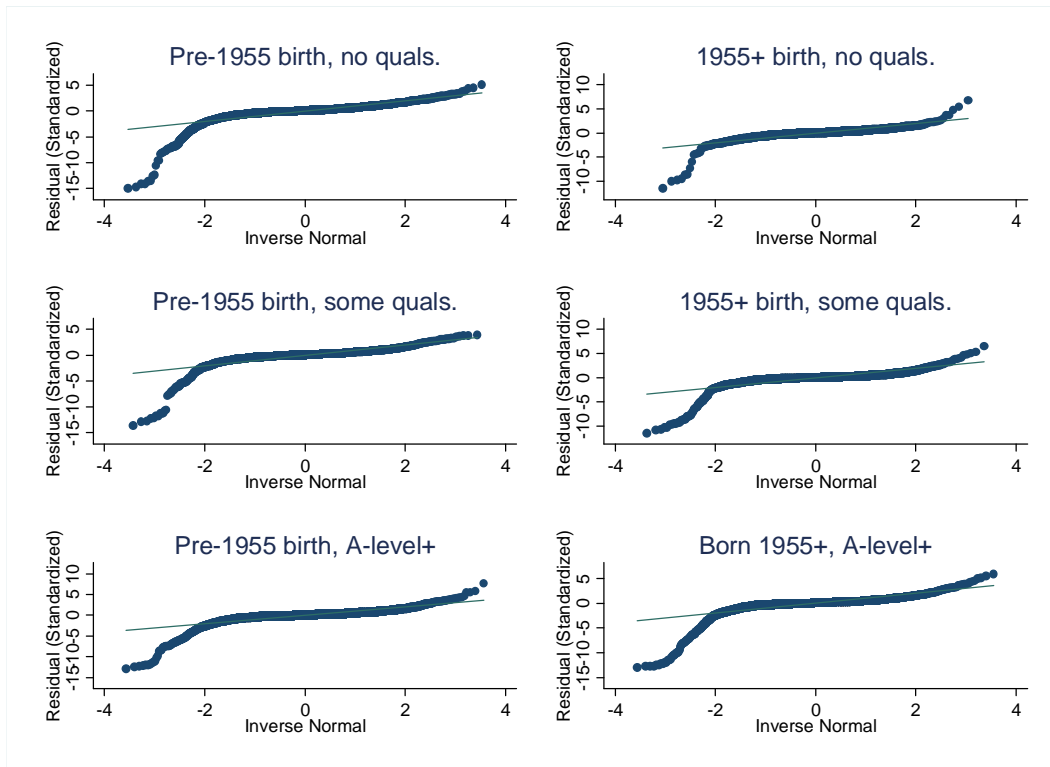 Pre-1955 birth, no quals.
Residual (Standardized)
5
0
-5
-10
-15
-4 -2 0 2 4
Inverse Normal
1955+ birth, no quals.
Residual (Standardized)
10
5
0
-5
-10
-4 -2 0 2 4
Inverse Normal
Pre-1955 birth, some quals.
Residual (Standardized)
5
0
-5
-10
-15
-4 -2 0 2 4
Inverse Normal
1955+ birth, some quals.
Residual (Standardized)
10
5
0
-5
-10
-4 -2 0 2 4
Inverse Normal
Pre-1955 birth, A-level+
Residual (Standardized)
10
5
0
-5
-10
-15
-4 -2 0 2 4
Inverse Normal
Born 1955+, A-level+
Residual (Standardized)
5
0
-5
-10
-15
-4 -2 0 2 4
Inverse Normal